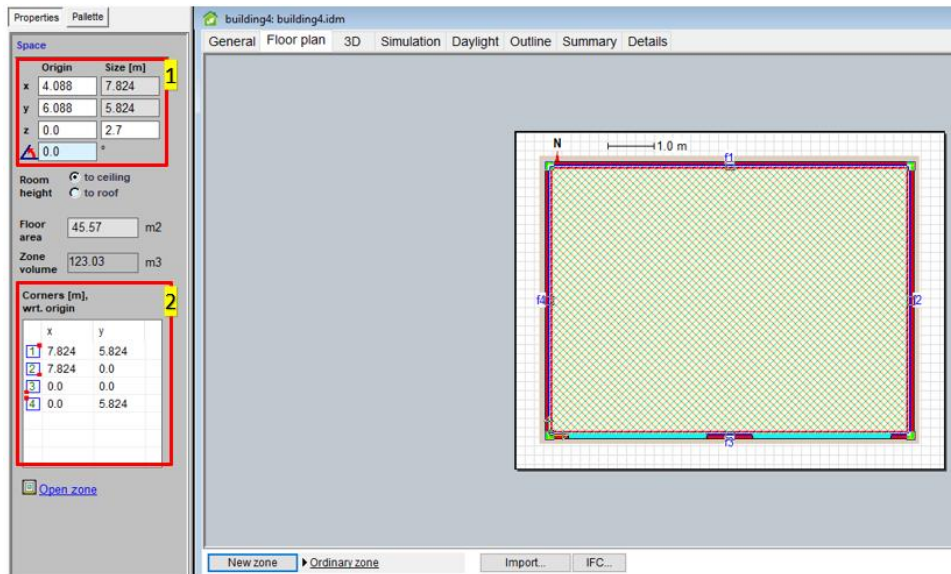 Properties Palette
Space
Origin Size [m]
1
x 4.088 7.824
y 6.088 5.824
z 0.0 2.7
0.0 °
Room height
to ceiling
to roof
Floor area 45.57 m2
Zone volume 123.03 m3
Corners [m], wrt. origin
2
x y
1 7.824 5.824
2 7.824 0.0
3 0.0 0.0
4 0.0 5.824
Open zone
building4: building4.idm
General Floor plan 3D Simulation Daylight Outline Summary Details
N 1.0 m
f1
f4 f2
f3
New zone Ordinary zone Import... IFC...